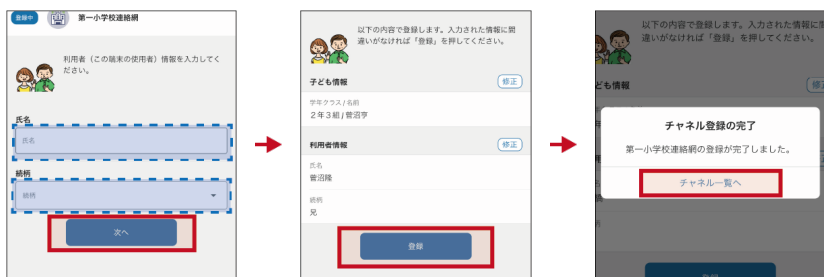 登録中
第一小学校連絡網
利用者（この端末の使用者）情報を入力してく
ださい。
氏名
氏名
続柄
続柄
次へ
以下の内容で登録します。入力された情報に間
違いがなければ「登録」を押してください。
子ども情報
修正
学年クラス / 名前
２年３組 / 菅沼亨
利用者情報
修正
氏名
菅沼隆
続柄
兄
登録
以下の内容で登録します。入力された情報に間
違いがなければ「登録」を押してください。
ども情報
修正
チャネル登録の完了
第一小学校連絡網の登録が完了しました。
チャネル一覧へ
登録